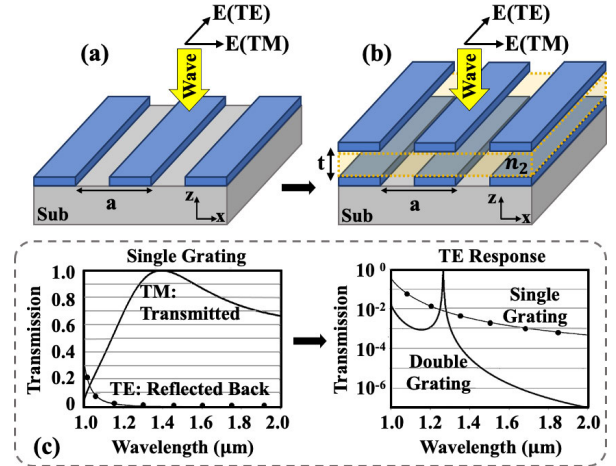 E(TE)
E(TM)
(a)
Wave
a
z
x
Sub
E(TE)
E(TM)
(b)
Wave
t
n₂
z
x
Sub
Single Grating
Transmission
1.0
0.8
0.6
0.4
0.2
0
TM:
Transmitted
TE: Reflected Back
1.0 1.2 1.4 1.6 1.8 2.0
Wavelength (μm)
(c)
TE Response
Transmission
10⁰
10⁻²
10⁻⁴
10⁻⁶
Single
Grating
Double
Grating
1.0 1.2 1.4 1.6 1.8 2.0
Wavelength (μm)